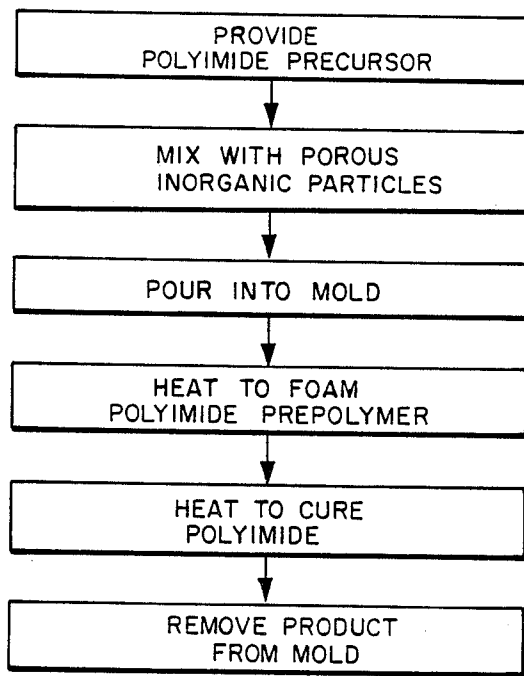 PROVIDE
POLYIMIDE PRECURSOR
MIX WITH POROUS
INORGANIC PARTICLES
POUR INTO MOLD
HEAT TO FOAM
POLYIMIDE PREPOLYMER
HEAT TO CURE
POLYIMIDE
REMOVE PRODUCT
FROM MOLD